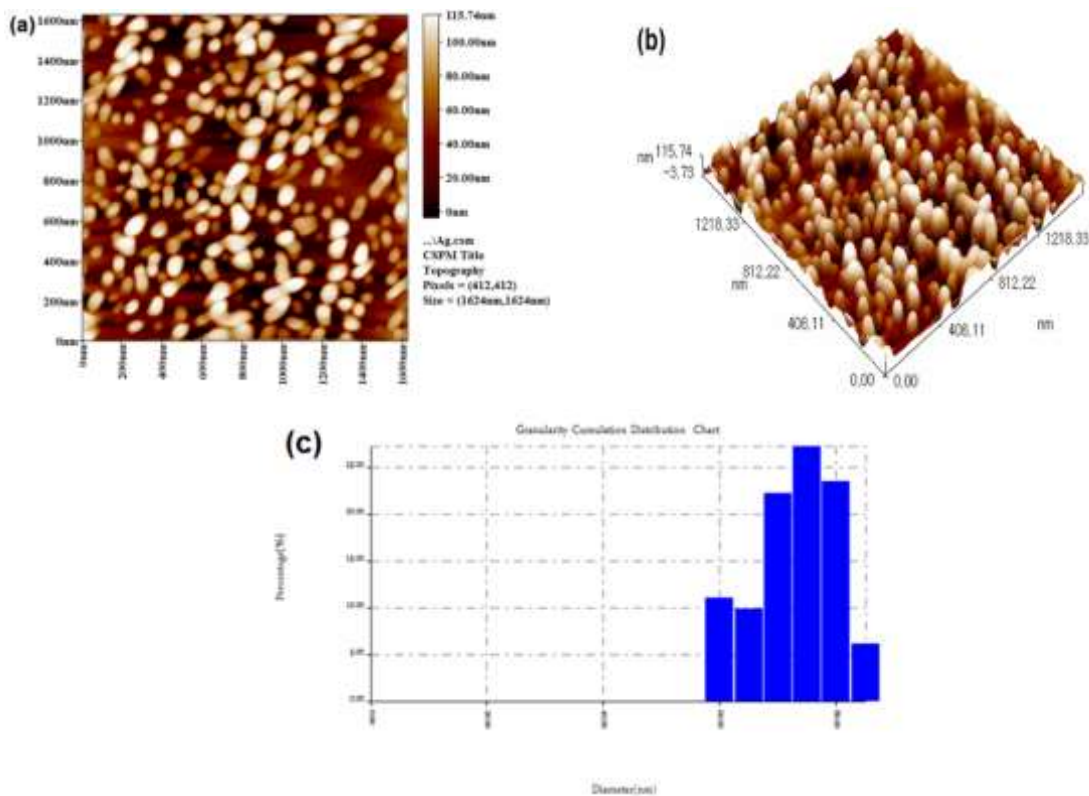 (a)
1600nm
1400nm
1200nm
1000nm
800nm
600nm
400nm
200nm
0nm
0nm
200nm
400nm
600nm
800nm
1000nm
1200nm
1400nm
1600nm
115.74nm
100.00nm
80.00nm
60.00nm
40.00nm
20.00nm
0nm
...\Ag.csm
CSPM Title
Topography
Pixels = (412,412)
Size = (1624nm,1624nm)
(b)
nm
115.74
-3.73
1218.33
812.22
nm
406.11
0.00
0.00
406.11
812.22
1218.33
nm
(c)
Granularity Cumulation Distribution Chart
Percentage(%)
Diameter(nm)